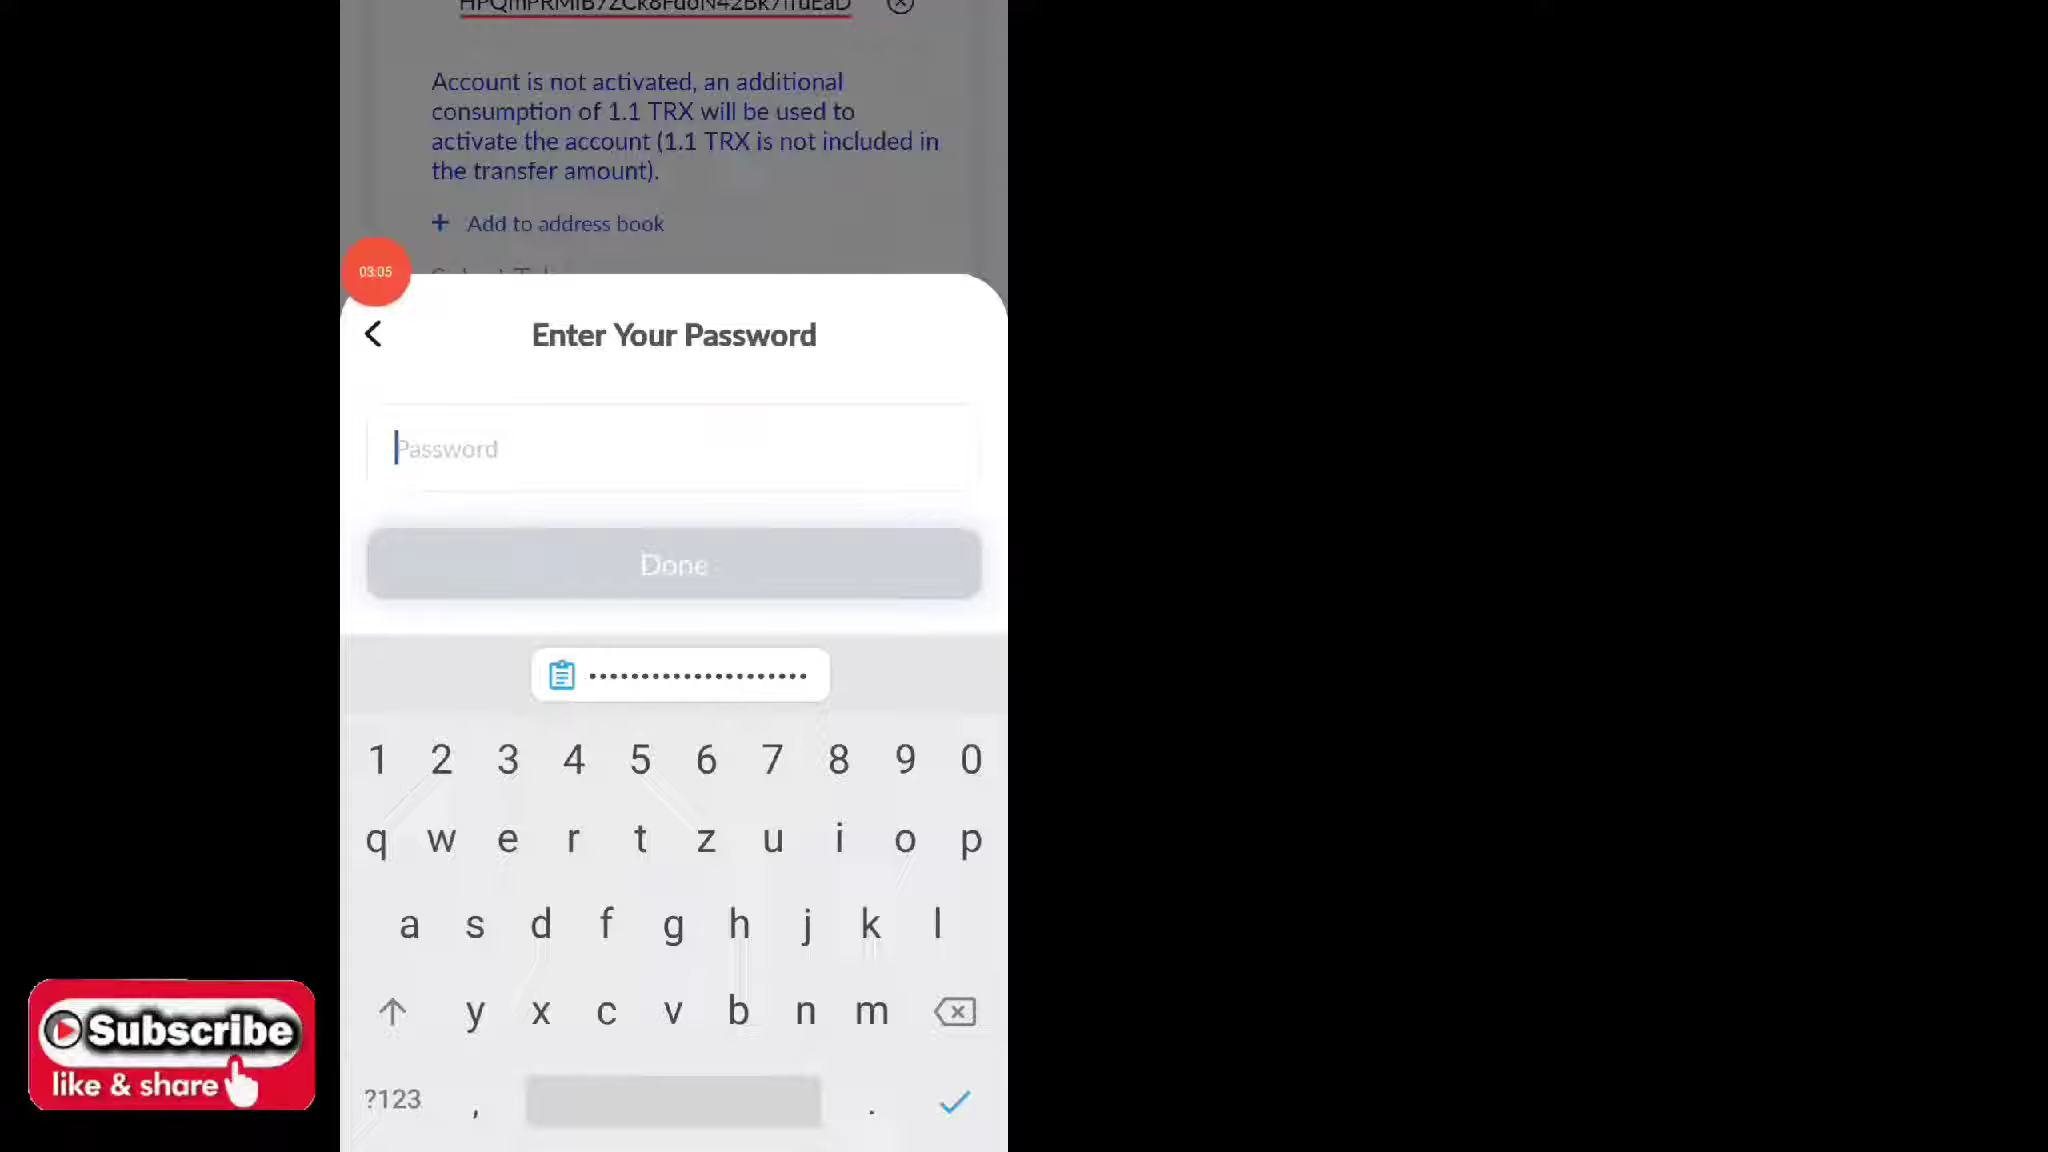 Account is not activated, an additional
consumption of 1.1 TRX will be used to
activate the account (1.1 TRX is not included in
the transfer amount).
+ Add to address book
03:05
Enter Your Password
Password
Done
••••••••••••••••••••
1 2 3 4 5 6 7 8 9 0
q w e r t z u i o p
a s d f g h j k l
y x c v b n m
?123 , .
Subscribe
like & share